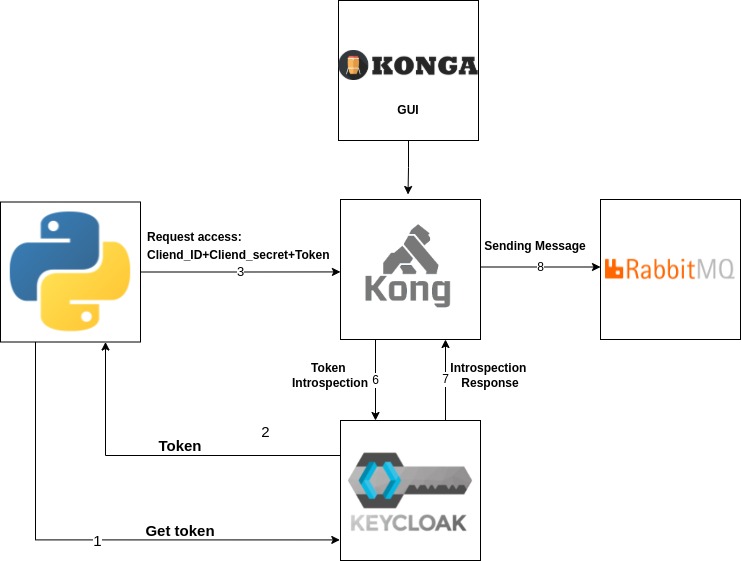 KONGA
GUI
Request access:
Cliend_ID+Cliend_secret+Token
3
Kong
Sending Message
8
RabbitMQ
Token
Introspection
6
7
Introspection
Response
2
Token
KEYCLOAK
Get token
1